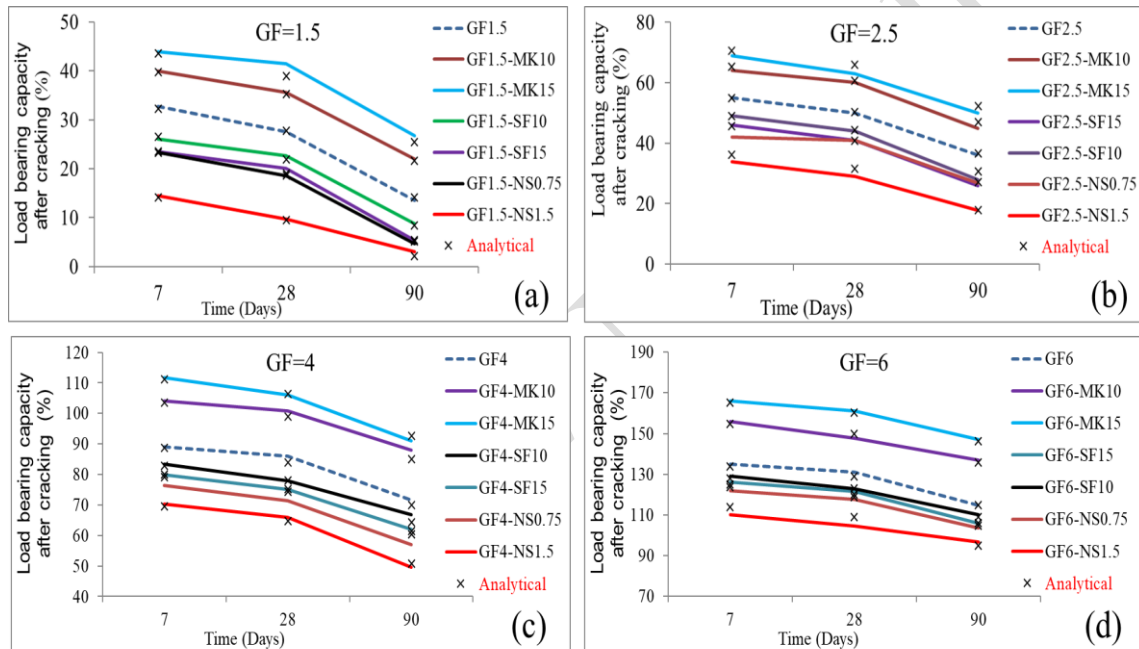 GF=1.5
Load bearing capacity
after cracking (%)
50
40
30
20
10
0
7
28
90
Time (Days)
(a)
GF1.5
GF1.5-MK10
GF1.5-MK15
GF1.5-SF10
GF1.5-SF15
GF1.5-NS0.75
GF1.5-NS1.5
Analytical
GF=2.5
Load bearing capacity
after cracking (%)
80
60
40
20
0
7
28
90
Time (Days)
(b)
GF2.5
GF2.5-MK10
GF2.5-MK15
GF2.5-SF15
GF2.5-SF10
GF2.5-NS0.75
GF2.5-NS1.5
Analytical
GF=4
Load bearing capacity
after cracking (%)
120
110
100
90
80
70
60
50
40
7
28
90
Time (Days)
(c)
GF4
GF4-MK10
GF4-MK15
GF4-SF10
GF4-SF15
GF4-NS0.75
GF4-NS1.5
Analytical
GF=6
Load bearing capacity
after cracking (%)
190
170
150
130
110
90
70
7
28
90
Time (Days)
(d)
GF6
GF6-MK10
GF6-MK15
GF6-SF15
GF6-SF10
GF6-NS0.75
GF6-NS1.5
Analytical